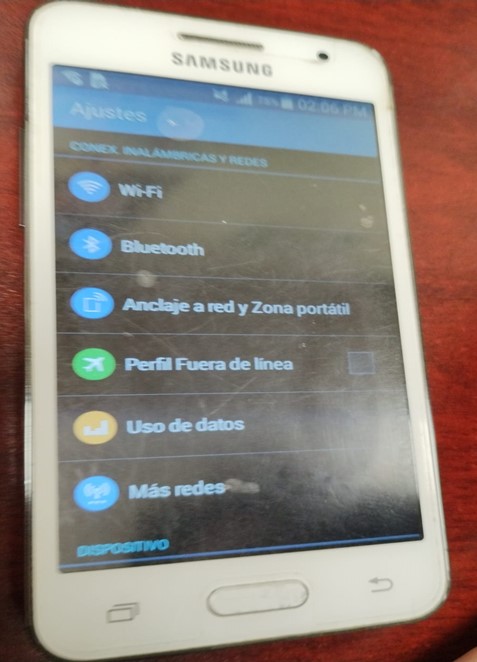 SAMSUNG
02:06 PM
Ajustes
CONEX. INALÁMBRICAS Y REDES
Wi-Fi
Bluetooth
Anclaje a red y Zona portátil
Perfil Fuera de línea
Uso de datos
Más redes
DISPOSITIVO